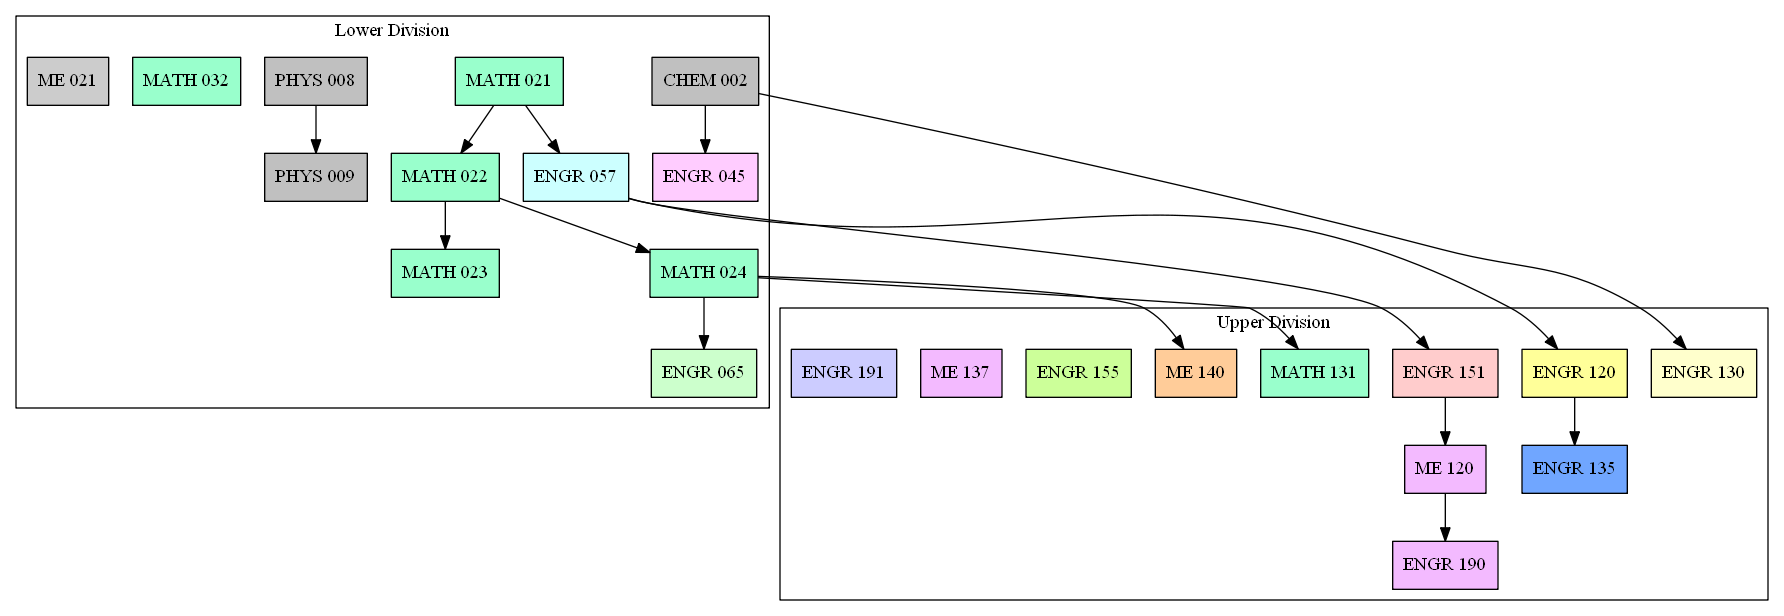 Lower Division
ME 021
MATH 032
PHYS 008
MATH 021
CHEM 002
PHYS 009
MATH 022
ENGR 057
ENGR 045
MATH 023
MATH 024
ENGR 065
Upper Division
ENGR 191
ME 137
ENGR 155
ME 140
MATH 131
ENGR 151
ENGR 120
ENGR 130
ME 120
ENGR 135
ENGR 190